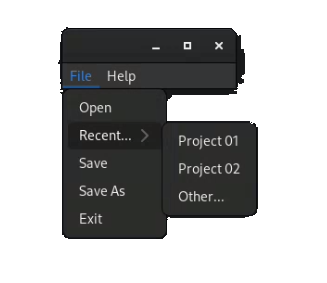 File Help
Open
Recent...
Save
Save As
Exit
Project 01
Project 02
Other...